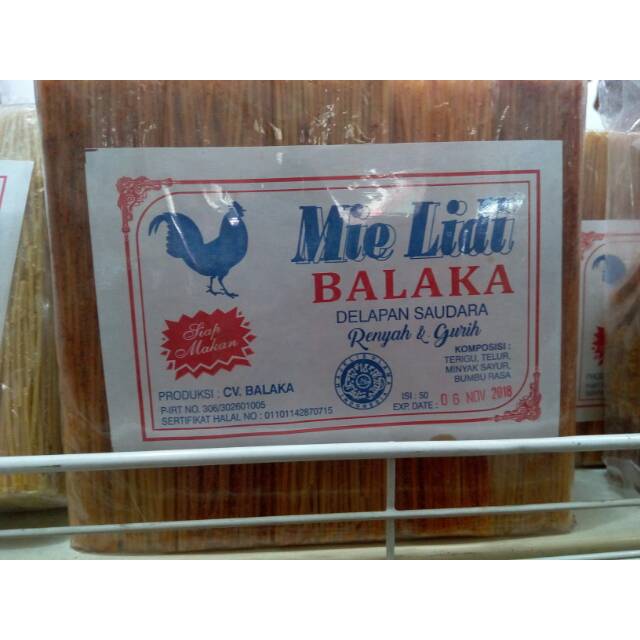 Mie Lidi
BALAKA
DELAPAN SAUDARA
Renyah & Gurih
Siap
Makan
KOMPOSISI :
TERIGU, TELUR,
MINYAK SAYUR,
BUMBU RASA
PRODUKSI : CV. BALAKA
P-IRT NO. 306/302601005
SERTIFIKAT HALAL NO : 01101142870715
ISI : 50
EXP. DATE : 06 NOV 2018